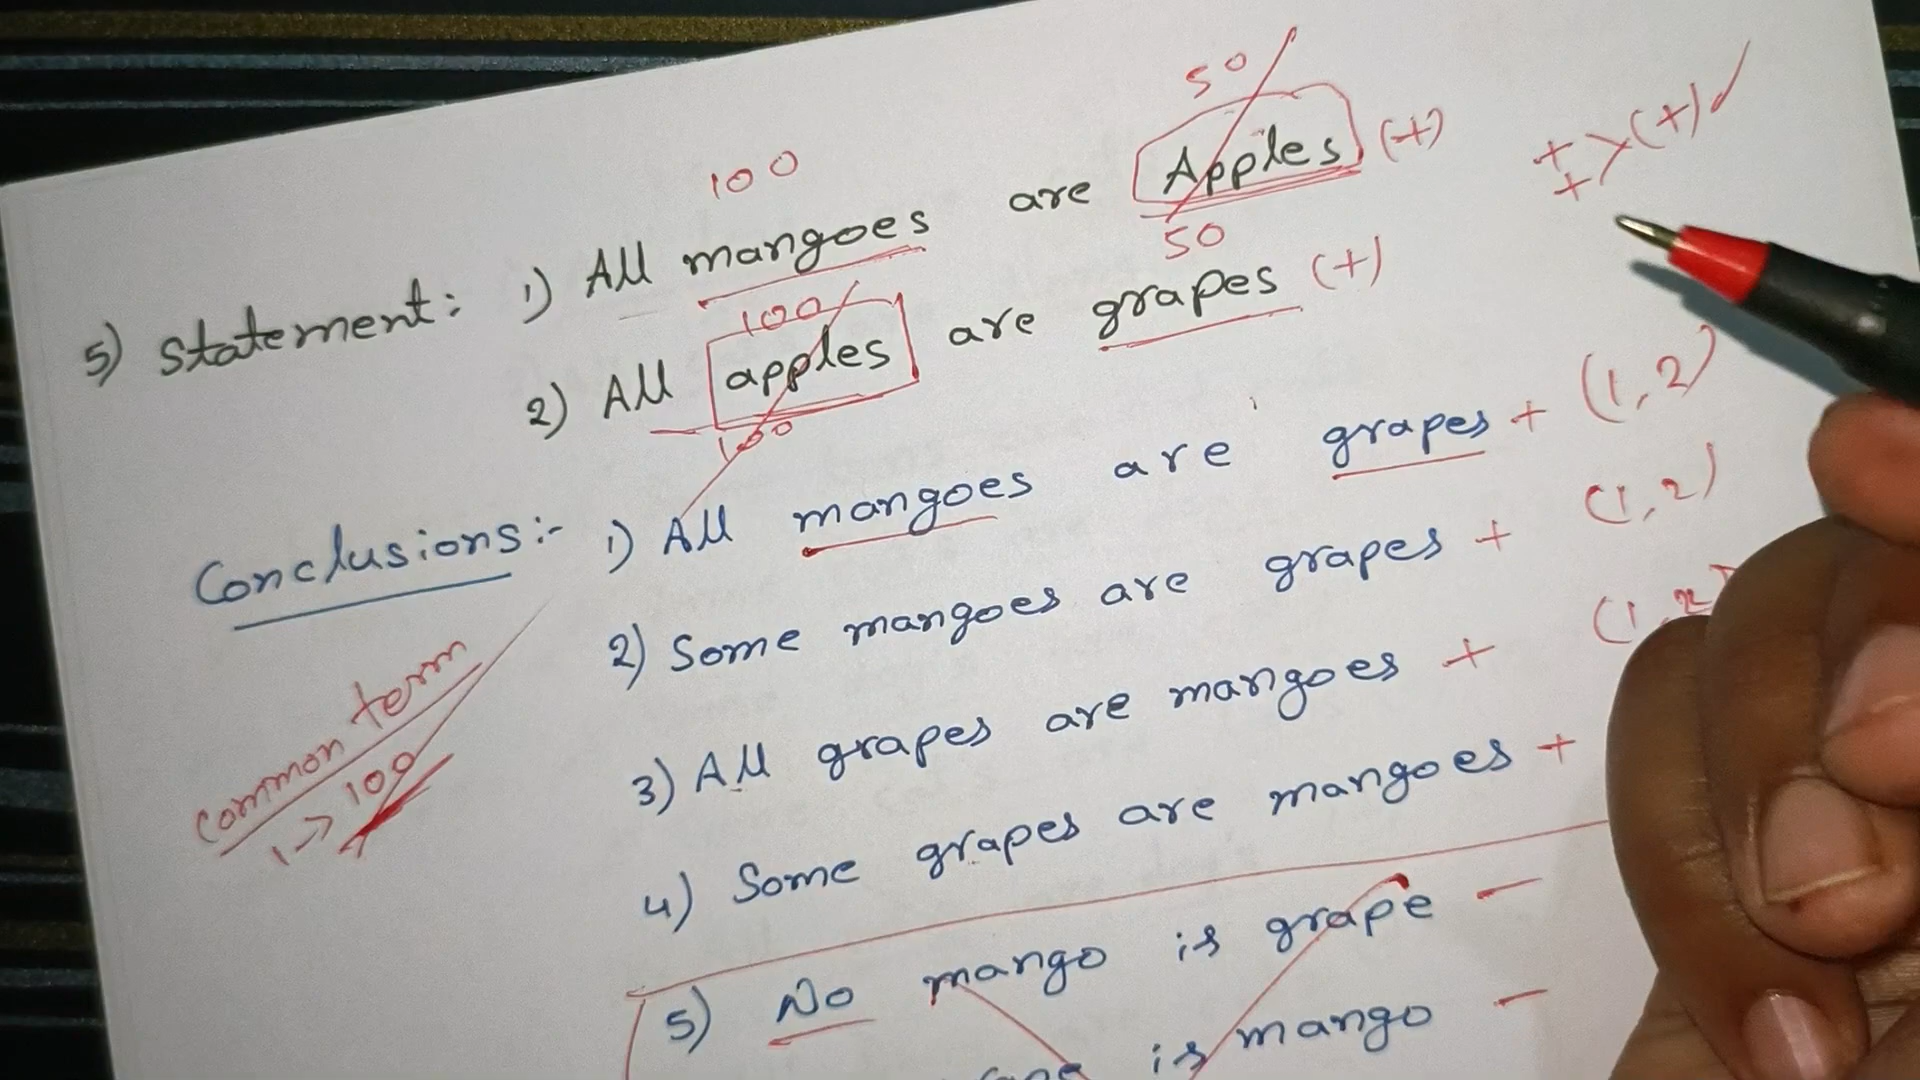 50
100
5) Statement: 1) All mangoes are Apples (+)
+
+ > (+) ✓
50
100
2) All apples are grapes (+)
100
Conclusions:- 1) All mangoes are grapes + (1,2)
2) Some mangoes are grapes + (1,2)
3) All grapes are mangoes + (1,2)
4) Some grapes are mangoes +
common term
1 → 100
5) No mango is grape -
is mango -